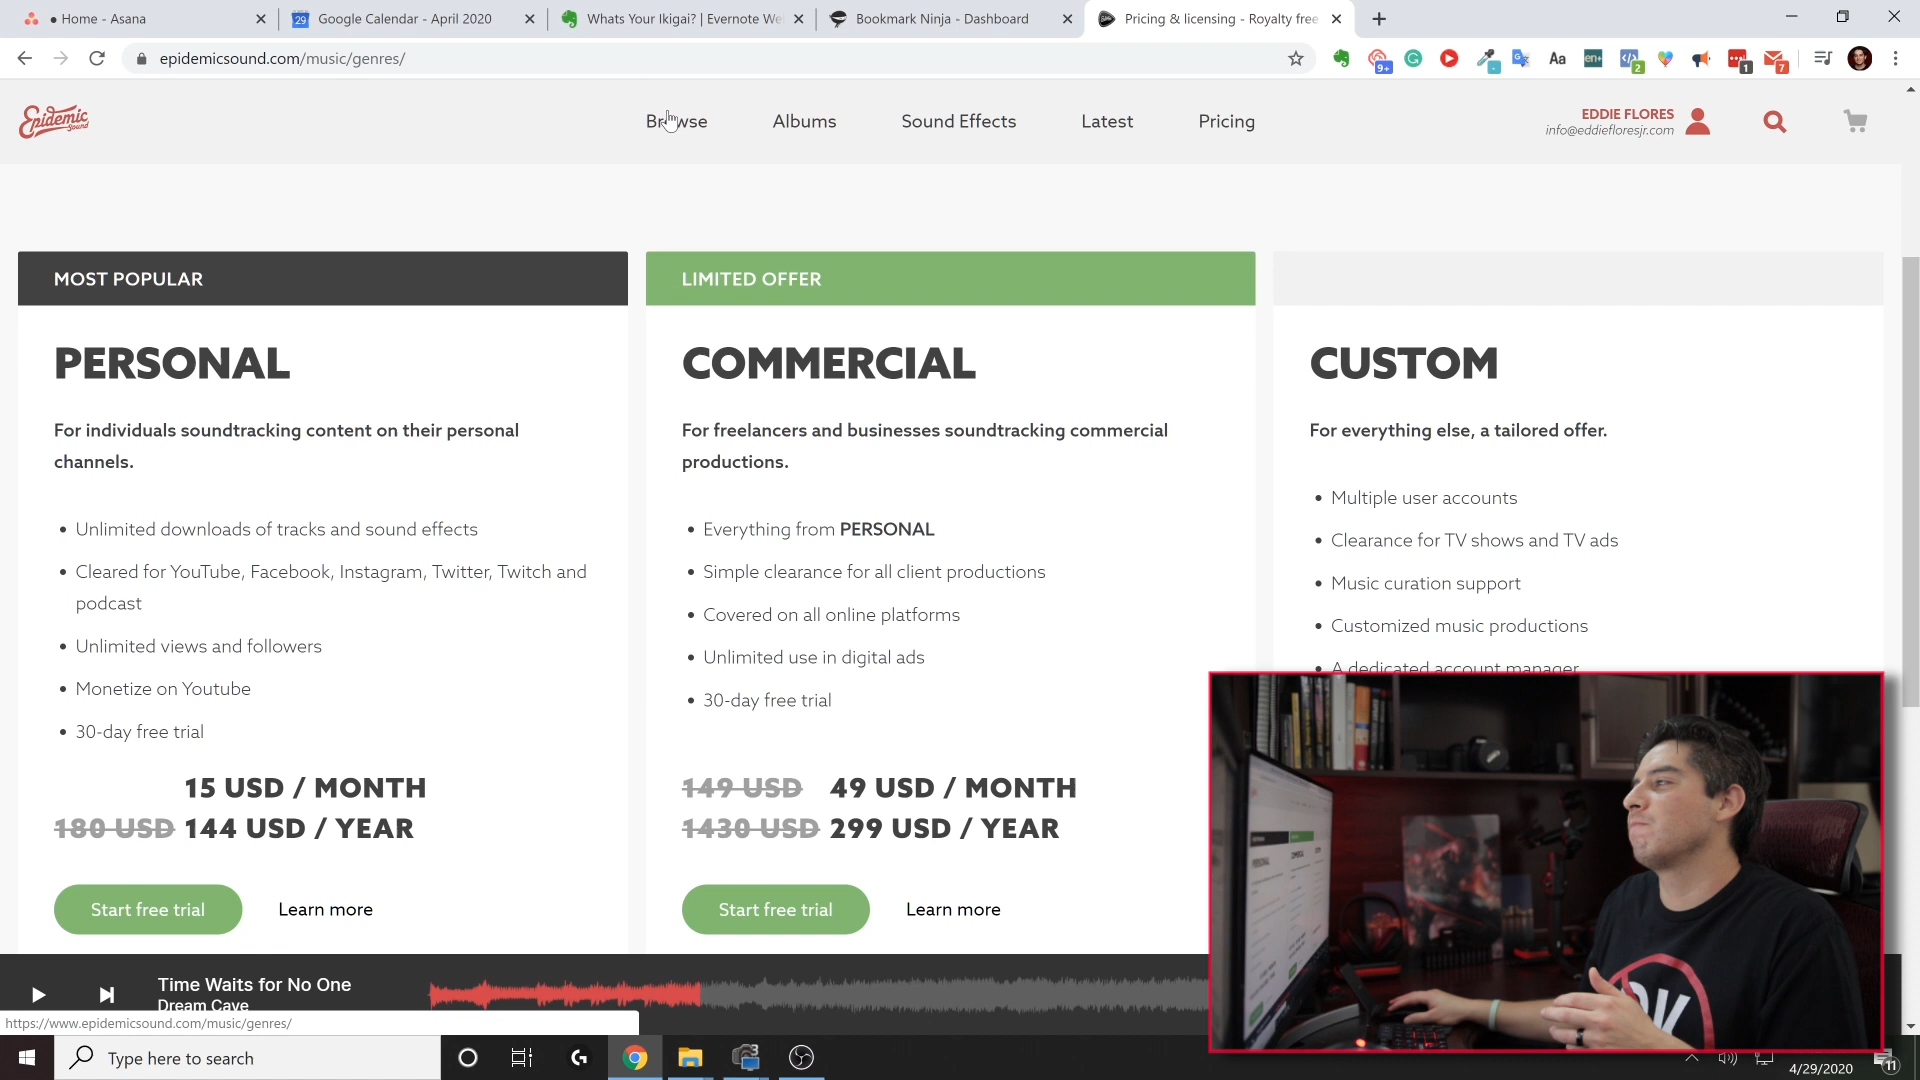 ● Home - Asana
Google Calendar - April 2020
Whats Your Ikigai? | Evernote We
Bookmark Ninja - Dashboard
Pricing & licensing - Royalty free
epidemicsound.com/music/genres/
Epidemic
Sound
Browse
Albums
Sound Effects
Latest
Pricing
EDDIE FLORES
info@eddiefloresjr.com
MOST POPULAR
PERSONAL
For individuals soundtracking content on their personal
channels.
• Unlimited downloads of tracks and sound effects
• Cleared for YouTube, Facebook, Instagram, Twitter, Twitch and
podcast
• Unlimited views and followers
• Monetize on Youtube
• 30-day free trial
15 USD / MONTH
180 USD 144 USD / YEAR
Start free trial
Learn more
LIMITED OFFER
COMMERCIAL
For freelancers and businesses soundtracking commercial
productions.
• Everything from PERSONAL
• Simple clearance for all client productions
• Covered on all online platforms
• Unlimited use in digital ads
• 30-day free trial
149 USD 49 USD / MONTH
1430 USD 299 USD / YEAR
Start free trial
Learn more
CUSTOM
For everything else, a tailored offer.
• Multiple user accounts
• Clearance for TV shows and TV ads
• Music curation support
• Customized music productions
• A dedicated account manager
Time Waits for No One
Dream Cave
https://www.epidemicsound.com/music/genres/
Type here to search
4/29/2020
11